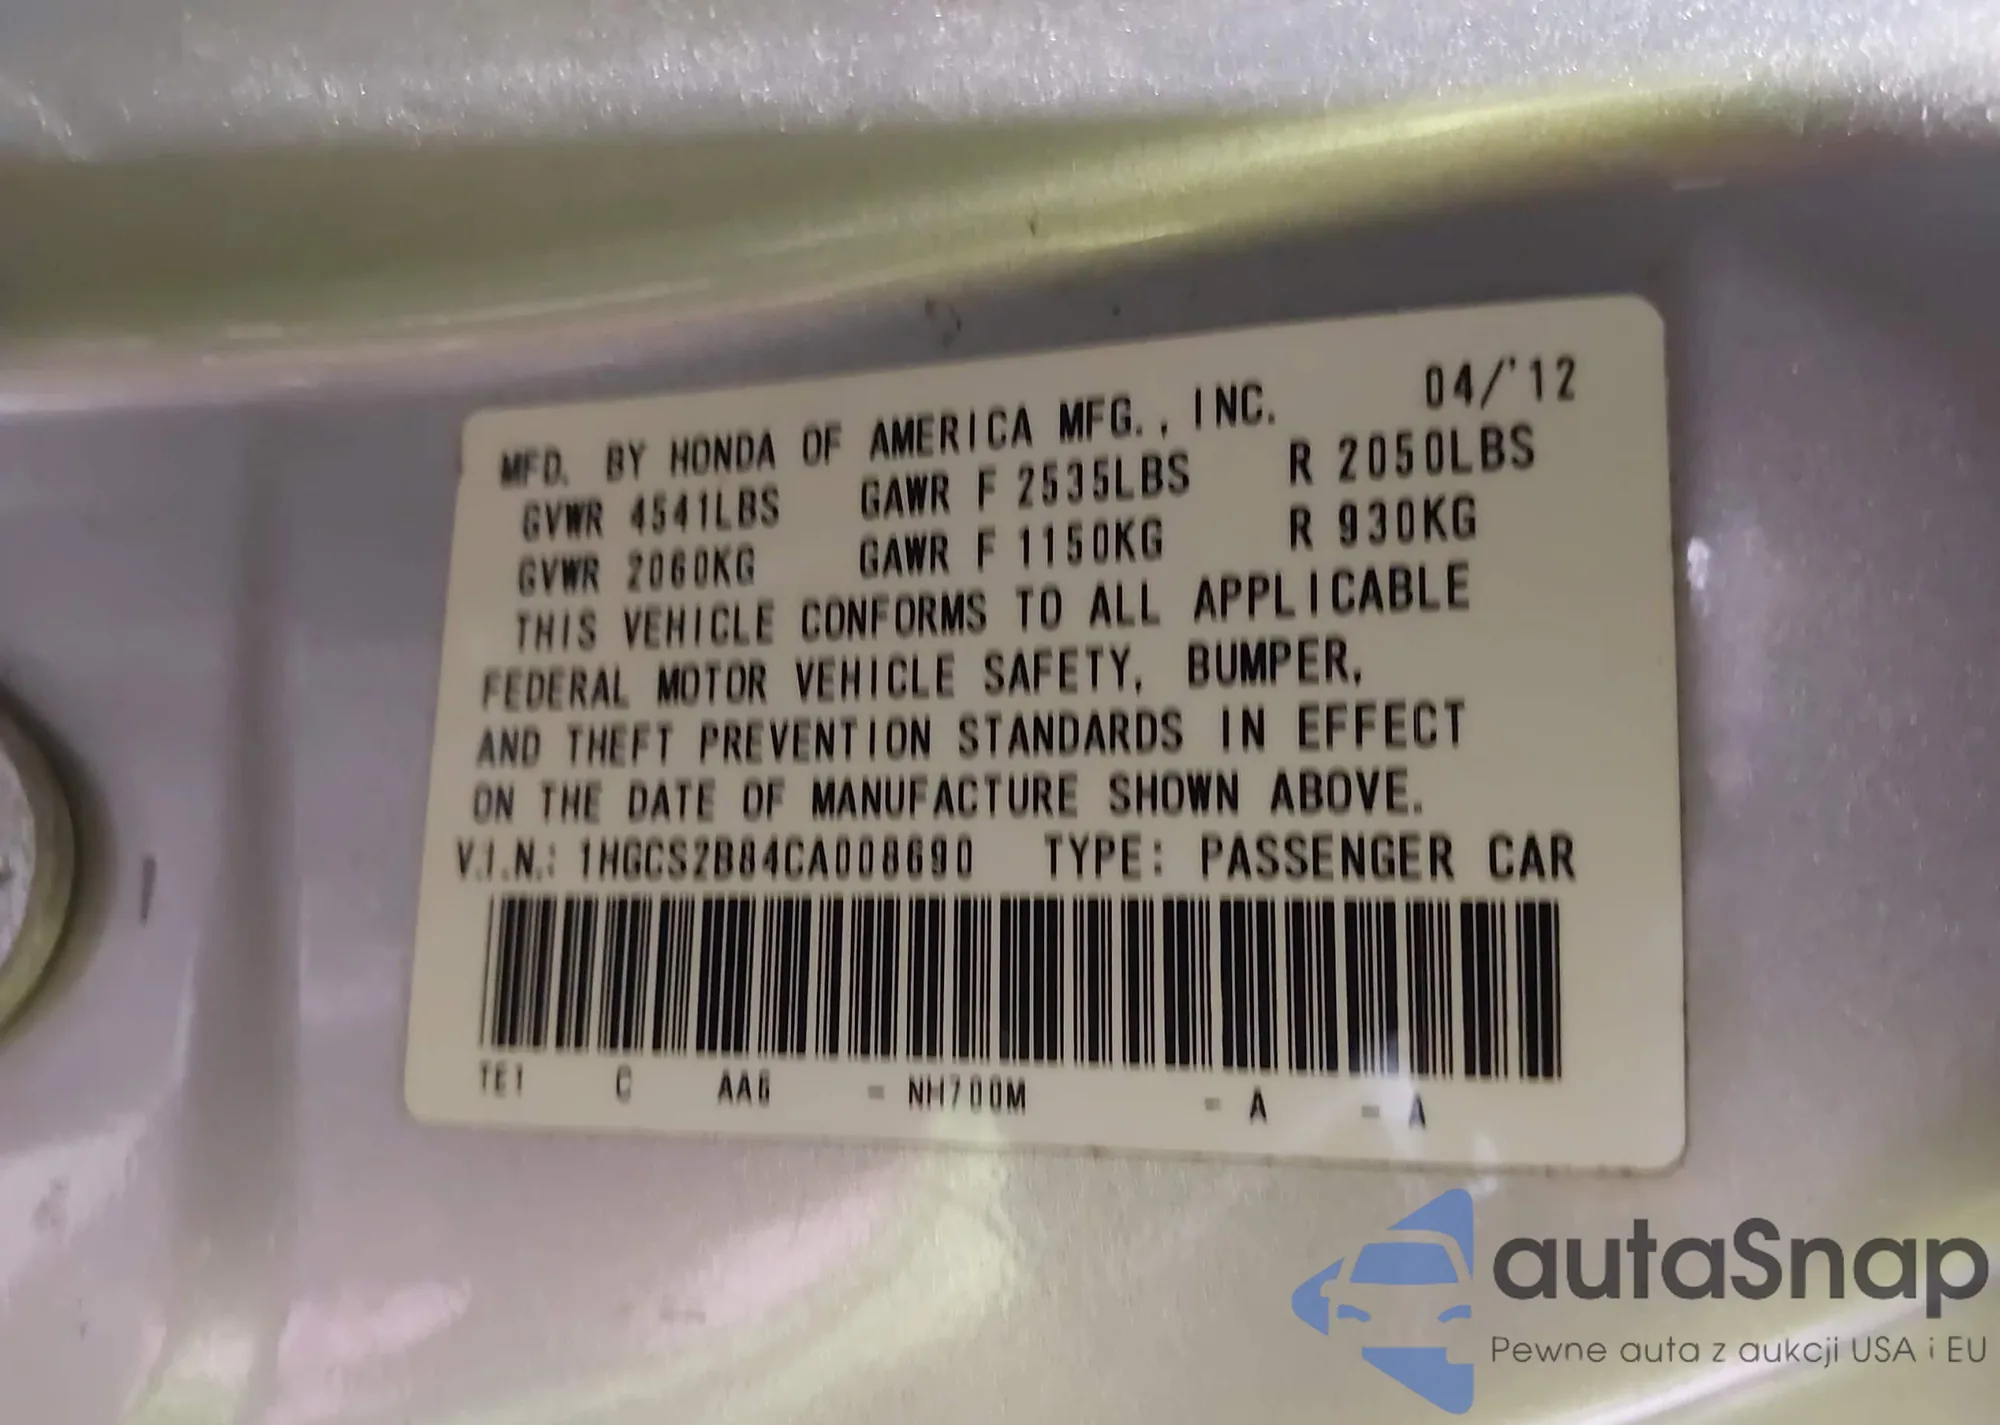 MFD. BY HONDA OF AMERICA MFG., INC. 04/'12
GVWR 4541LBS GAWR F 2535LBS R 2050LBS
GVWR 2060KG GAWR F 1150KG R 930KG
THIS VEHICLE CONFORMS TO ALL APPLICABLE
FEDERAL MOTOR VEHICLE SAFETY, BUMPER,
AND THEFT PREVENTION STANDARDS IN EFFECT
ON THE DATE OF MANUFACTURE SHOWN ABOVE.
V.I.N.: 1HGCS2B84CA008690 TYPE: PASSENGER CAR
TE1 C AA6 - NH700M - A - A
autaSnap
Pewne auta z aukcji USA i EU